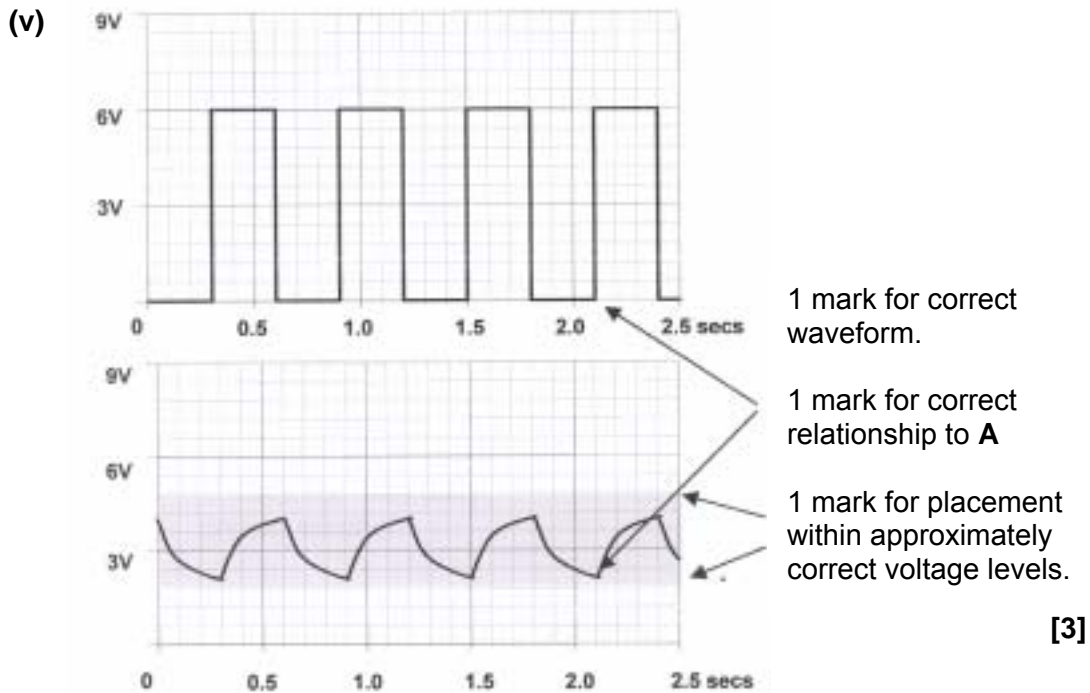 (v)
9V
6V
3V
0 0.5 1.0 1.5 2.0 2.5 secs
1 mark for correct
waveform.
1 mark for correct
relationship to A
1 mark for placement
within approximately
correct voltage levels.
[3]
9V
6V
3V
0 0.5 1.0 1.5 2.0 2.5 secs